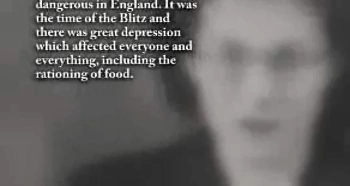 dangerous in England. It was
the time of the Blitz and
there was great depression
which affected everyone and
everything, including the
rationing of food.